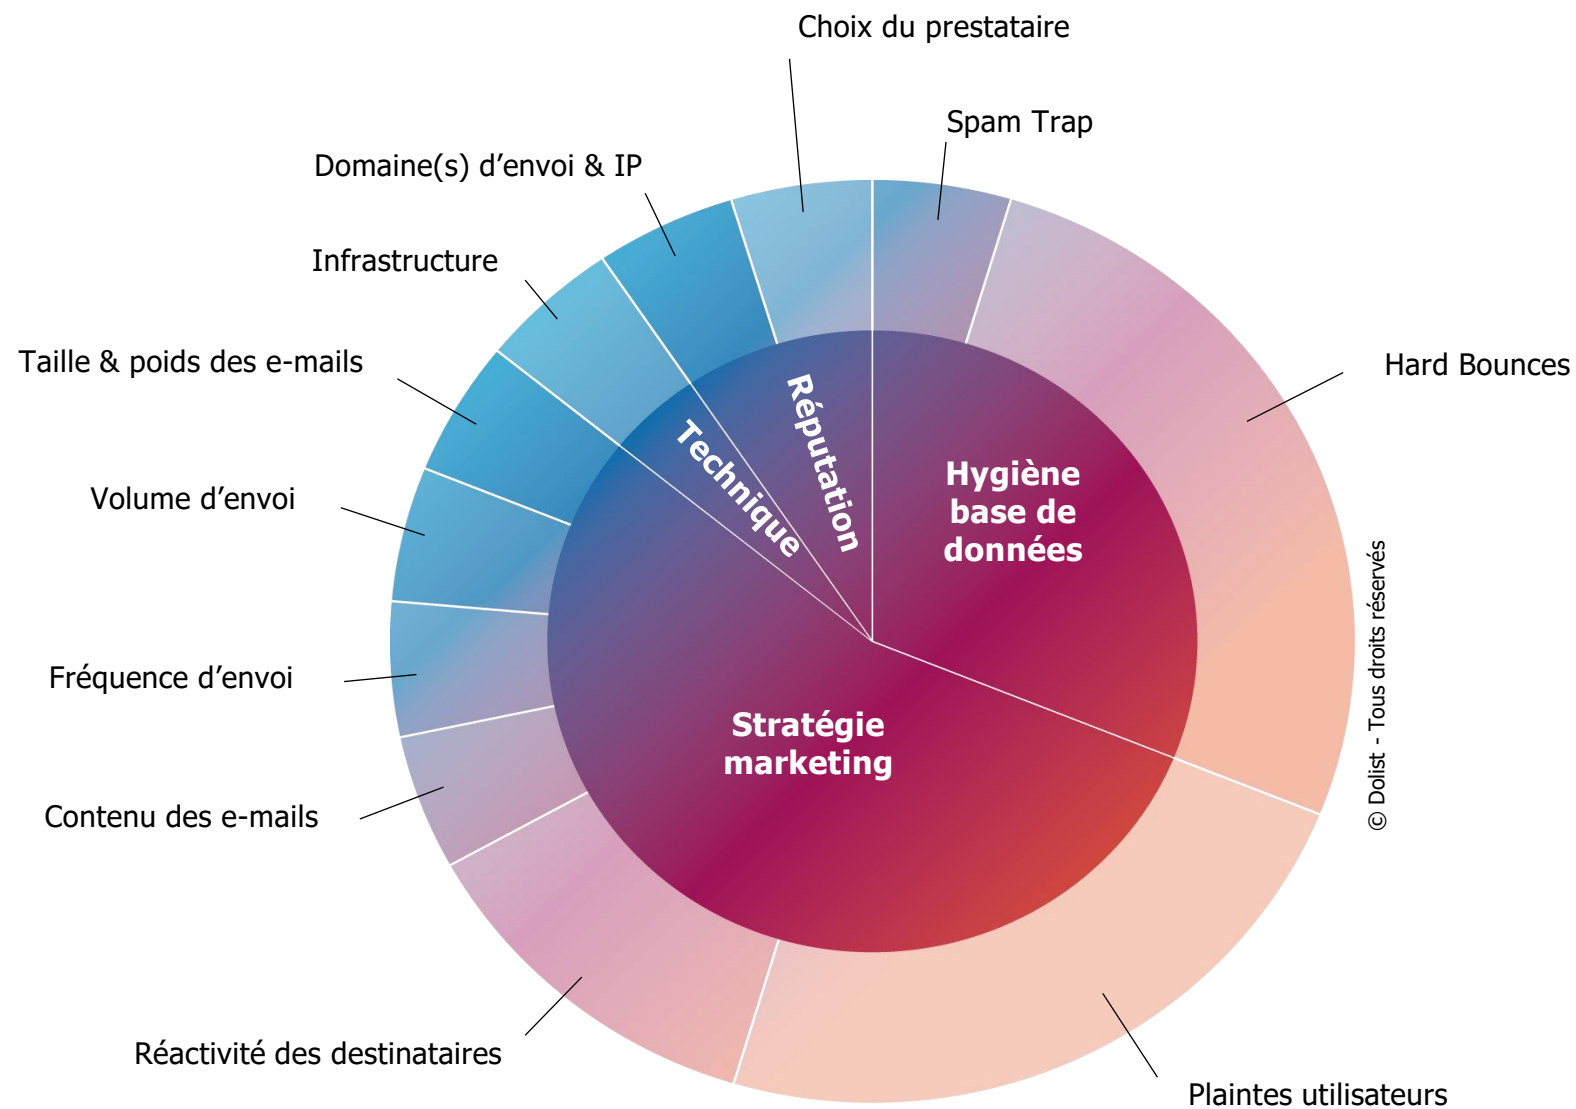 Choix du prestataire
Spam Trap
Domaine(s) d’envoi & IP
Infrastructure
Taille & poids des e-mails
Hard Bounces
Volume d’envoi
Fréquence d’envoi
Contenu des e-mails
Réactivité des destinataires
Plaintes utilisateurs
Réputation
Technique
Hygiène
base de
données
Stratégie
marketing
© Dolist - Tous droits réservés